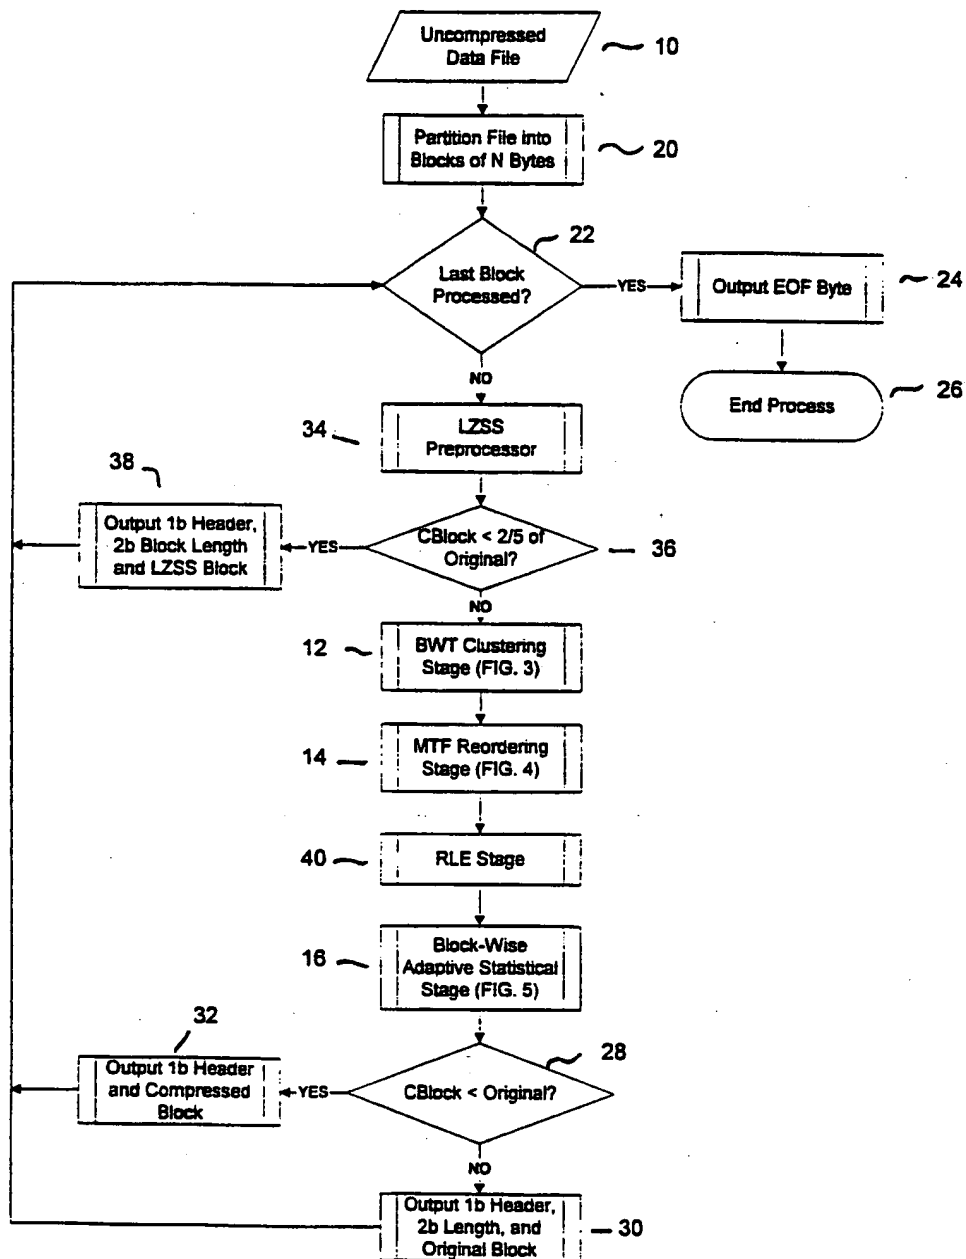 Uncompressed
Data File
10
Partition File into
Blocks of N Bytes
20
22
Last Block
Processed?
YES
Output EOF Byte
24
NO
End Process
26
34
LZSS
Preprocessor
38
Output 1b Header,
2b Block Length
and LZSS Block
YES
CBlock < 2/5 of
Original?
36
NO
12
BWT Clustering
Stage (FIG. 3)
14
MTF Reordering
Stage (FIG. 4)
40
RLE Stage
16
Block-Wise
Adaptive Statistical
Stage (FIG. 5)
32
Output 1b Header
and Compressed
Block
YES
CBlock < Original?
28
NO
Output 1b Header,
2b Length, and
Original Block
30